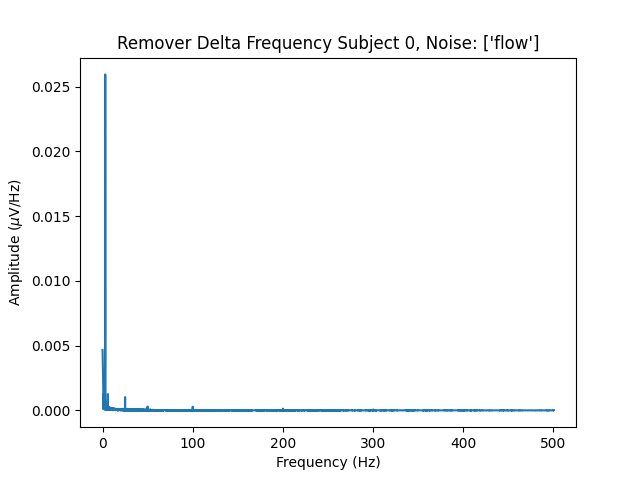 Remover Delta Frequency Subject 0, Noise: ['flow']
0.025
0.020
0.015
0.010
0.005
0.000
Amplitude (μV/Hz)
0 100 200 300 400 500
Frequency (Hz)